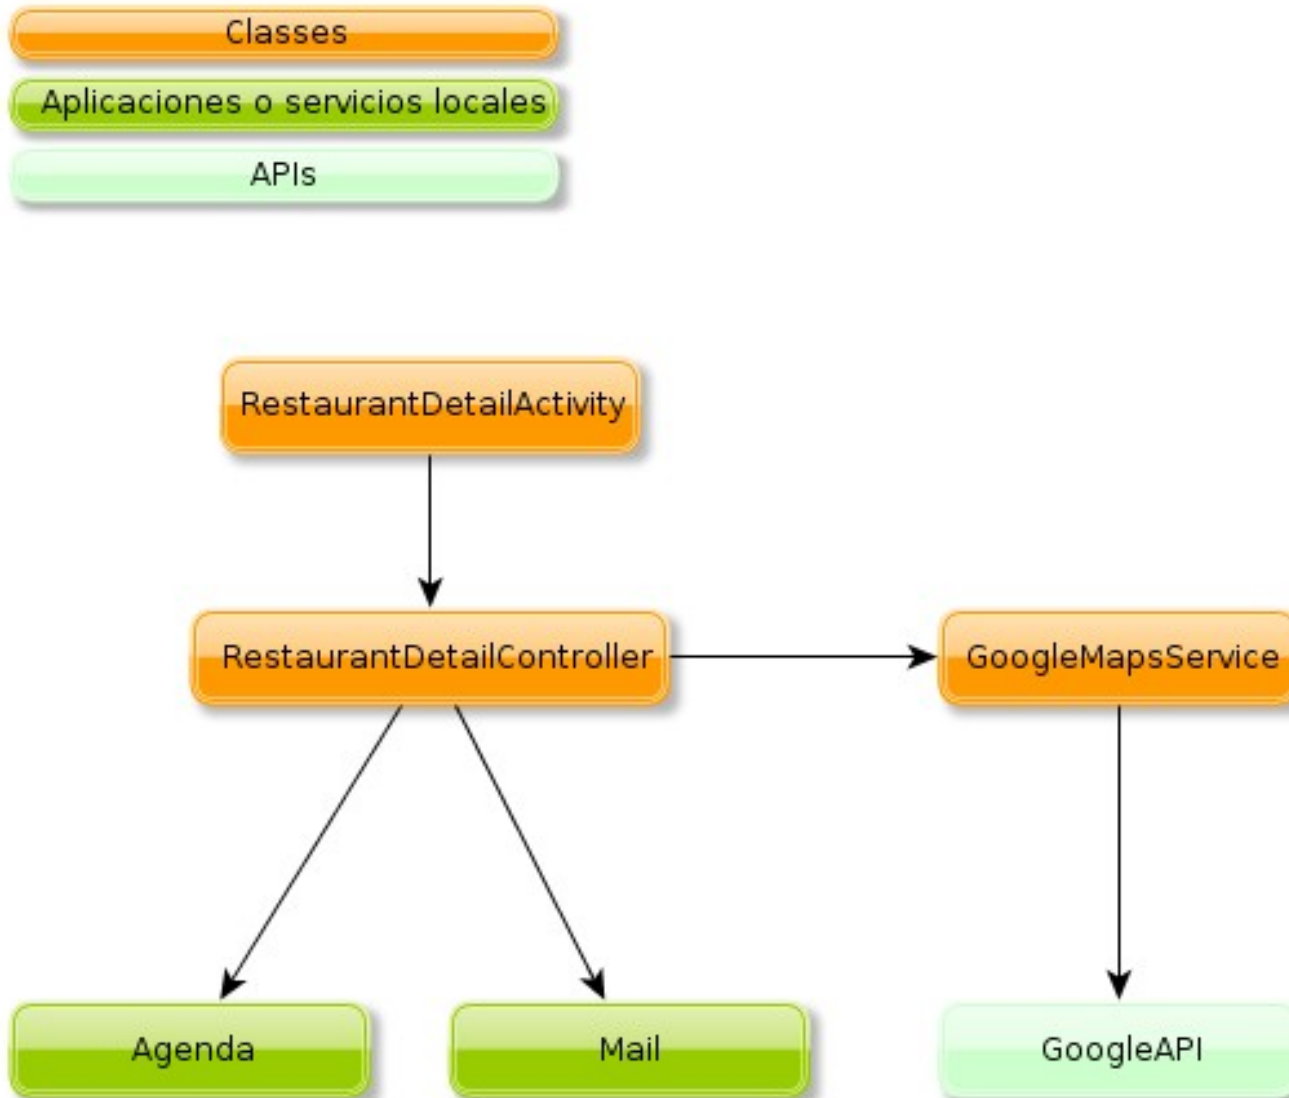 Classes
Aplicaciones o servicios locales
APIs
RestaurantDetailActivity
RestaurantDetailController
GoogleMapsService
Agenda
Mail
GoogleAPI